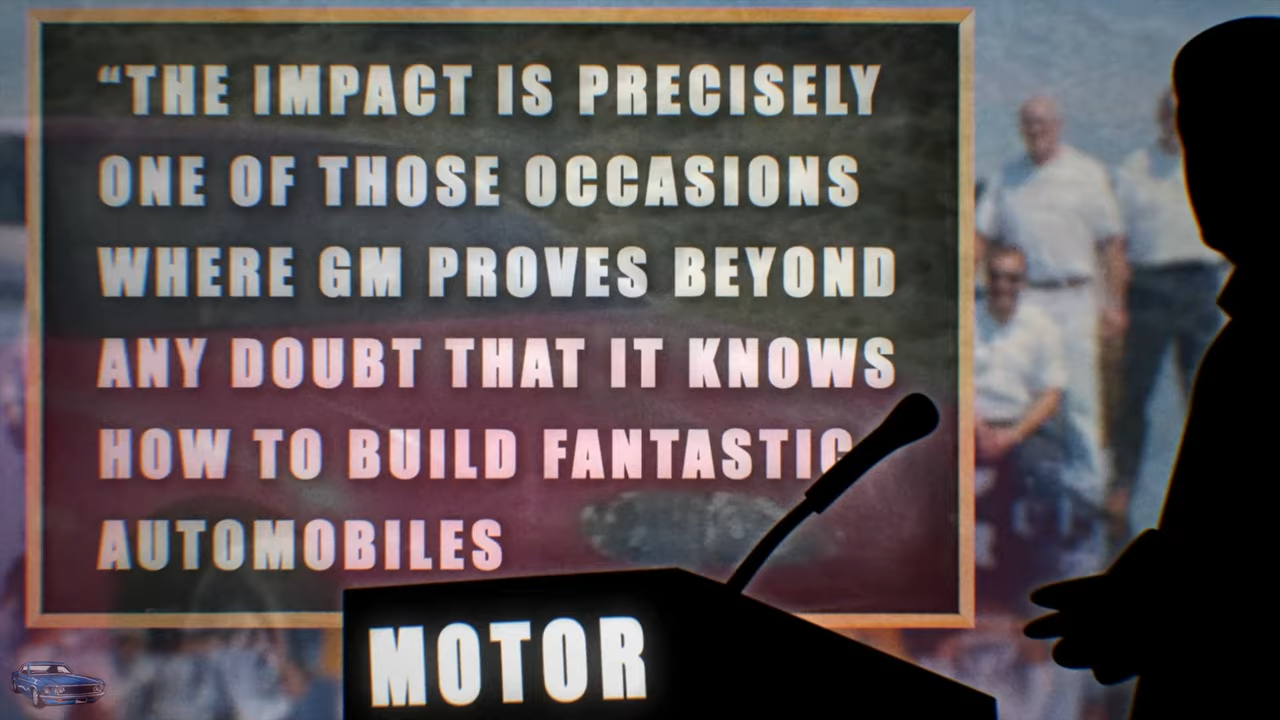 “THE IMPACT IS PRECISELY
ONE OF THOSE OCCASIONS
WHERE GM PROVES BEYOND
ANY DOUBT THAT IT KNOWS
HOW TO BUILD FANTASTIC
AUTOMOBILES
MOTOR